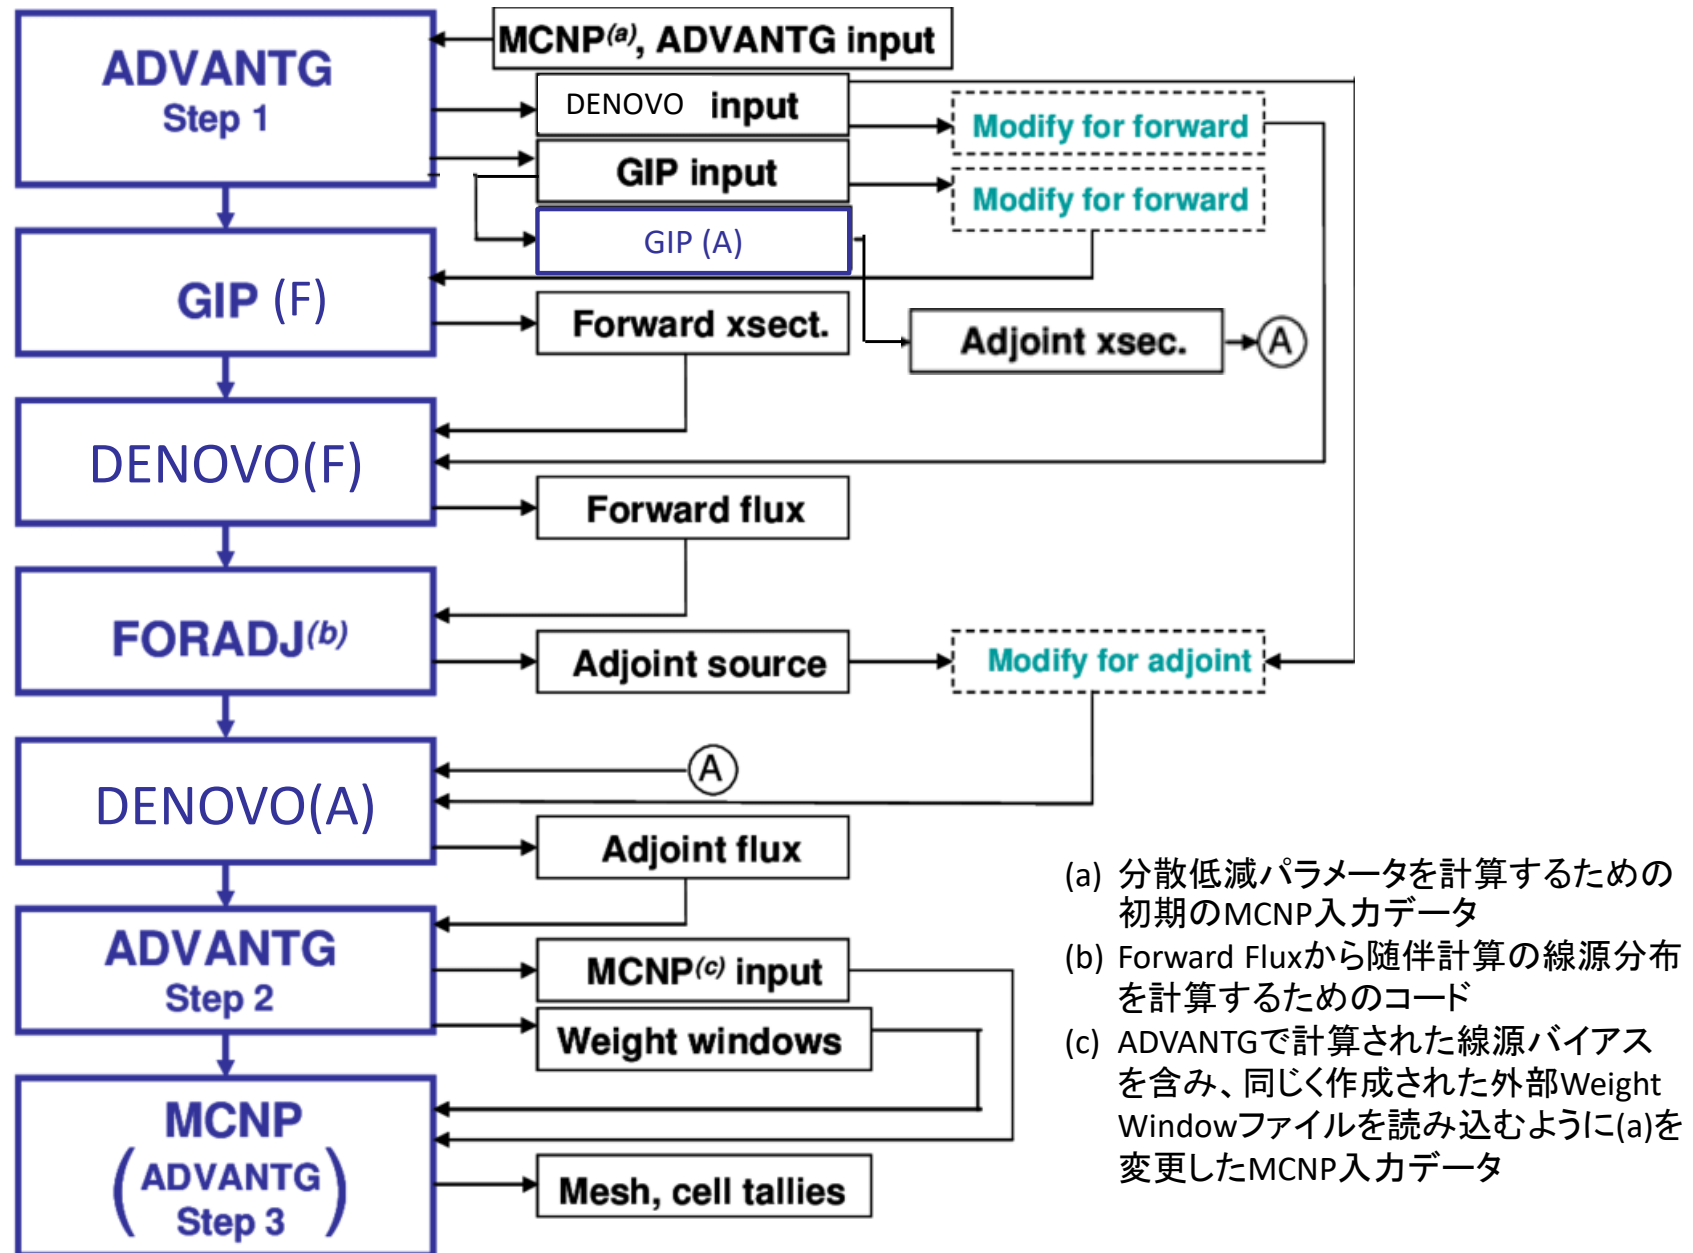 MCNP(a), ADVANTG input
ADVANTG
Step 1
DENOVO input
Modify for forward
GIP input
Modify for forward
GIP (A)
GIP (F)
Forward xsect.
Adjoint xsec.
A
DENOVO(F)
Forward flux
FORADJ(b)
Adjoint source
Modify for adjoint
A
DENOVO(A)
Adjoint flux
ADVANTG
Step 2
MCNP(c) input
Weight windows
MCNP
(ADVANTG
Step 3)
Mesh, cell tallies
(a) 分散低減パラメータを計算するための
初期のMCNP入力データ
(b) Forward Fluxから随伴計算の線源分布
を計算するためのコード
(c) ADVANTGで計算された線源バイアス
を含み、同じく作成された外部Weight
Windowファイルを読み込むように(a)を
変更したMCNP入力データ